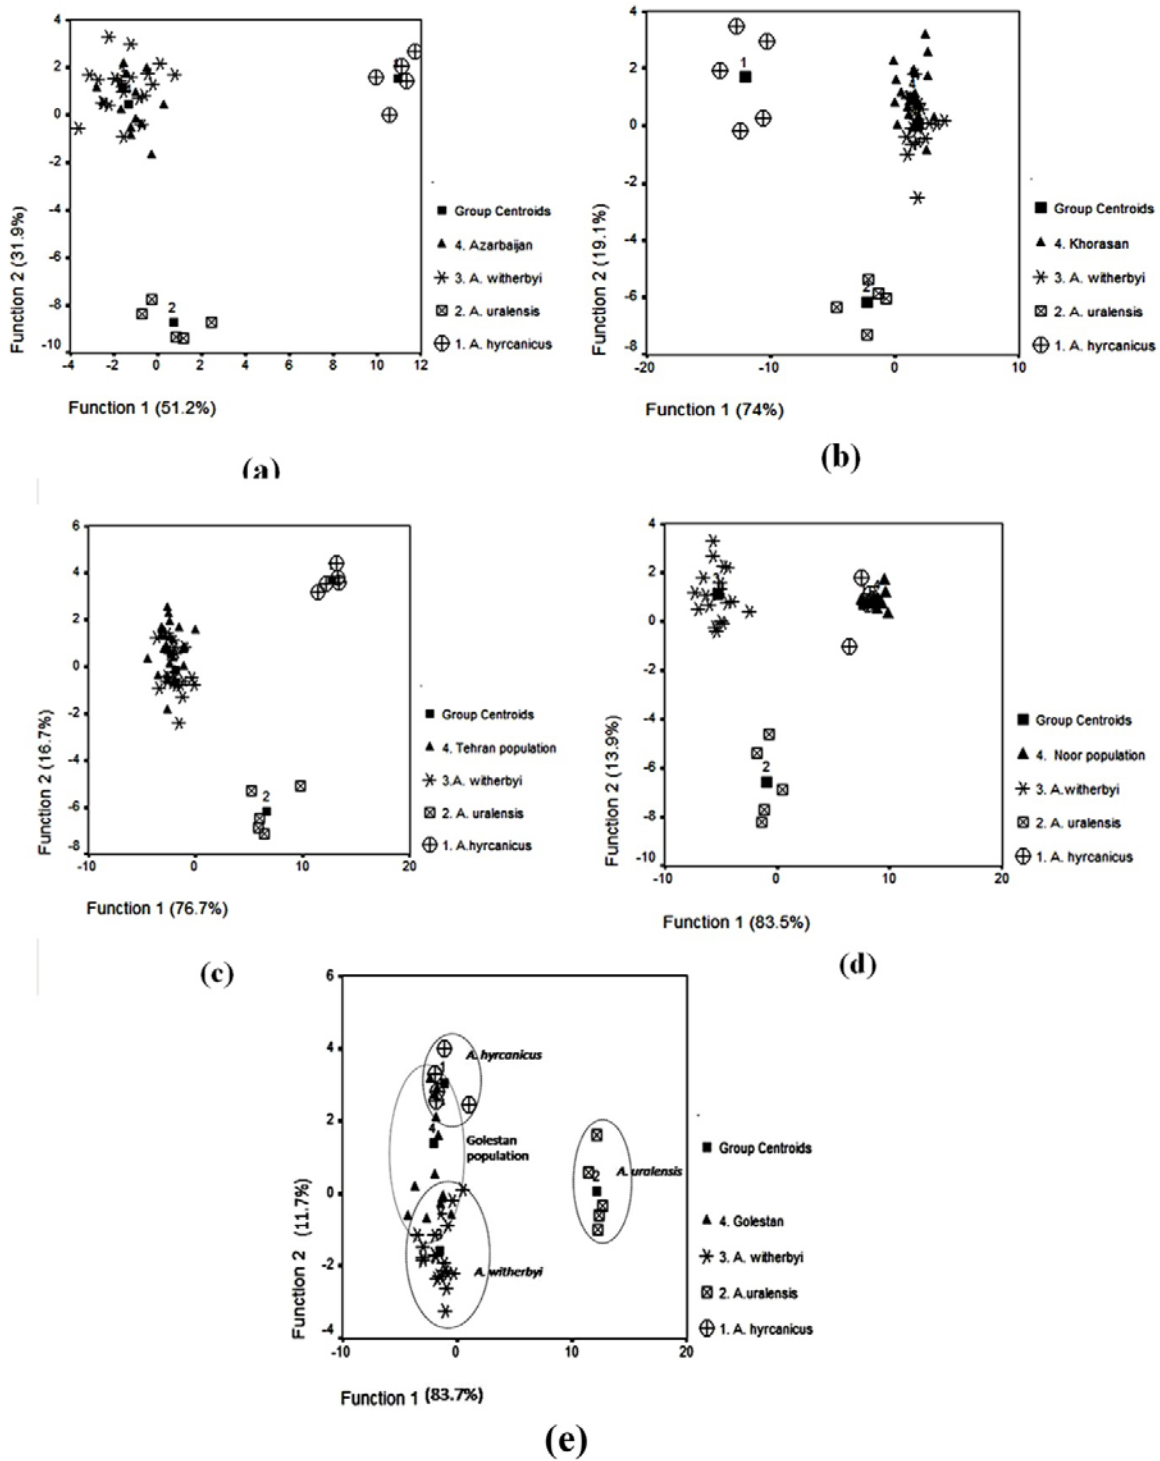 4
2
0
-2
-4
-6
-8
-10
-4
-2
0
2
4
6
8
10
12
2
Function 2 (31.9%)
Function 1 (51.2%)
Group Centroids
4. Azarbaijan
3. A. witherbyi
2. A. uralensis
1. A. hyrcanicus
(a)
4
2
0
-2
-4
-6
-8
-20
-10
0
10
1
4
2
Function 2 (19.1%)
Function 1 (74%)
Group Centroids
4. Khorasan
3. A. witherbyi
2. A. uralensis
1. A. hyrcanicus
(b)
6
4
2
0
-2
-4
-6
-8
-10
0
10
20
2
Function 2 (16.7%)
Function 1 (76.7%)
Group Centroids
4. Tehran population
3.A. witherbyi
2. A. uralensis
1. A.hyrcanicus
(c)
4
2
0
-2
-4
-6
-8
-10
-10
0
10
20
2
Function 2 (13.9%)
Function 1 (83.5%)
Group Centroids
4. Noor population
3. A.witherbyi
2. A. uralensis
1. A. hyrcanicus
(d)
6
4
2
0
-2
-4
-10
0
10
20
A. hyrcanicus
1
4
Golestan
population
A. uralensis
2
A. witherbyi
Function 2 (11.7%)
Function 1 (83.7%)
Group Centroids
4. Golestan
3. A. witherbyi
2. A.uralensis
1. A. hyrcanicus
(e)